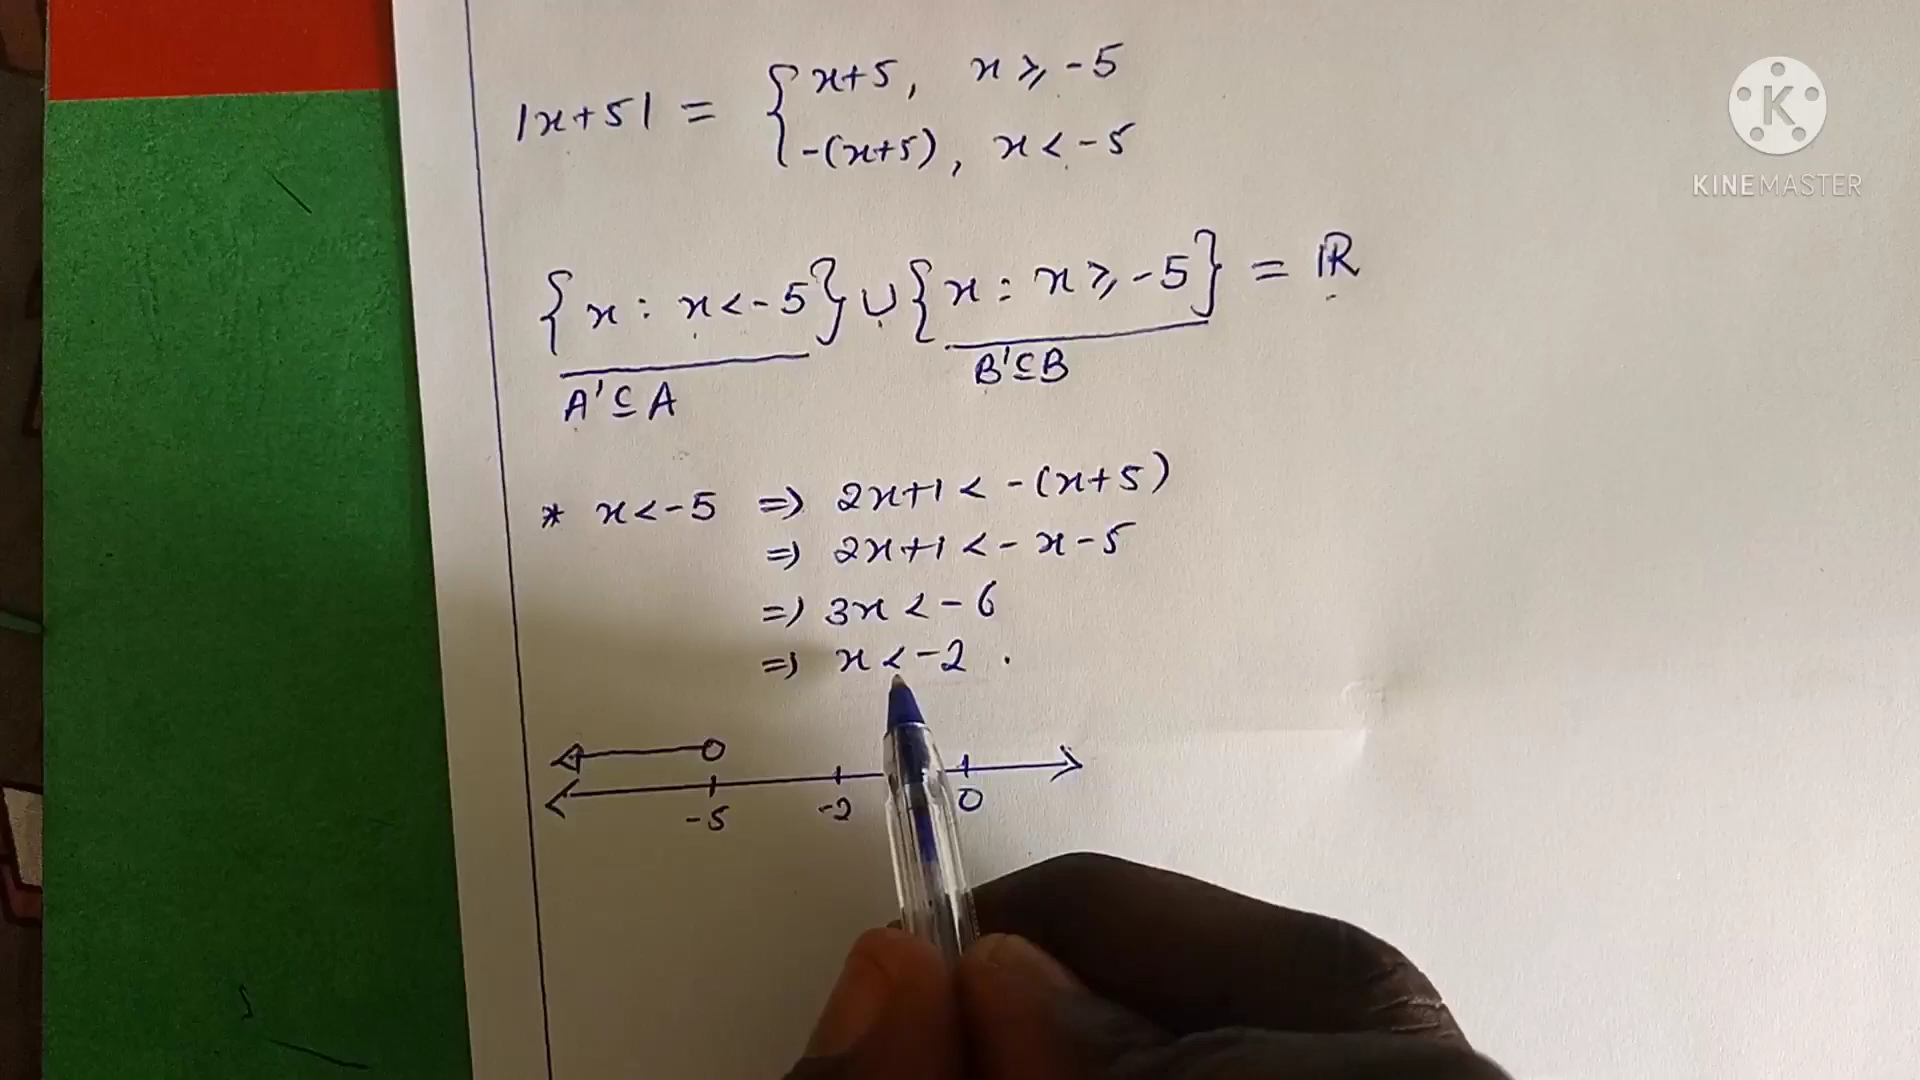 |x+5| = { x+5, x ≥ -5
-(x+5), x < -5
K
KINEMASTER
{x : x < -5} ∪ {x : x ≥ -5} = ℝ
A' ⊆ A B' ⊆ B
* x < -5 => 2x+1 < -(x+5)
=> 2x+1 < -x-5
=> 3x < -6
=> x < -2 .
-5 -2 0